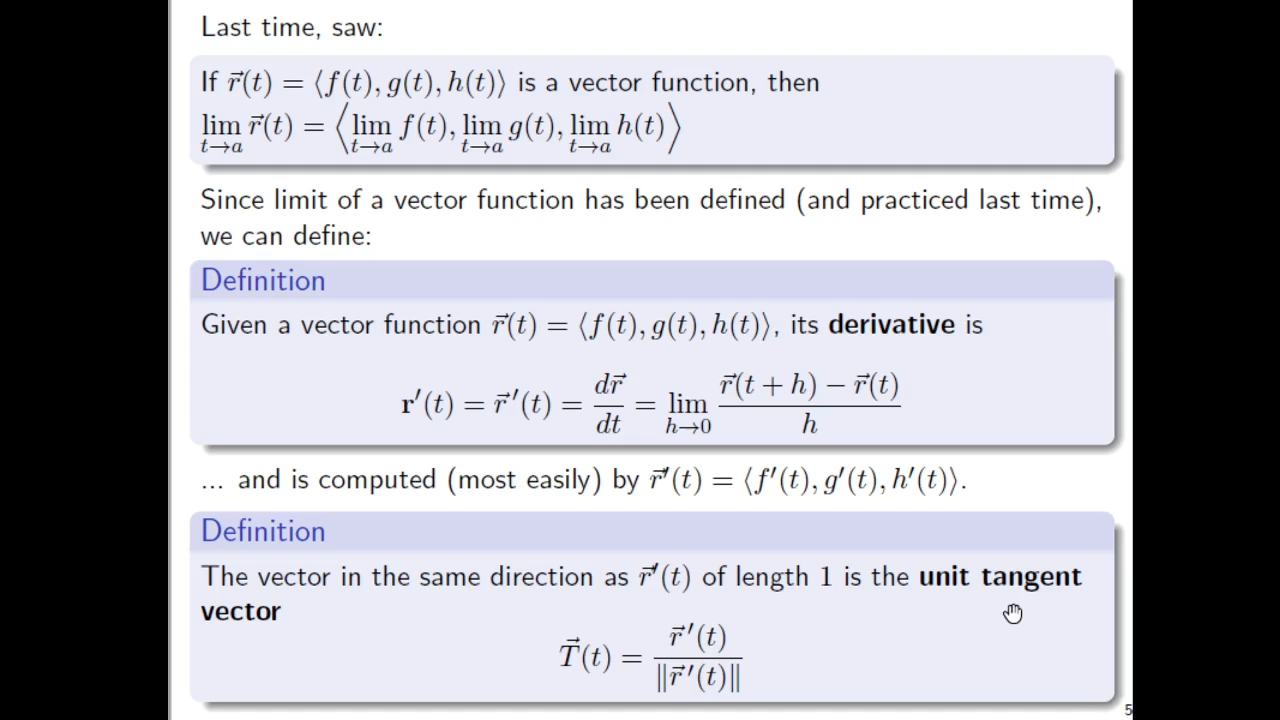 Last time, saw:
If r⃗(t) = ⟨f(t), g(t), h(t)⟩ is a vector function, then
lim_{t→a} r⃗(t) = ⟨lim_{t→a} f(t), lim_{t→a} g(t), lim_{t→a} h(t)⟩
Since limit of a vector function has been defined (and practiced last time),
we can define:
Definition
Given a vector function r⃗(t) = ⟨f(t), g(t), h(t)⟩, its derivative is
r′(t) = r⃗ ′(t) = dr⃗/dt = lim_{h→0} (r⃗(t + h) − r⃗(t))/h
... and is computed (most easily) by r⃗′(t) = ⟨f′(t), g′(t), h′(t)⟩.
Definition
The vector in the same direction as r⃗′(t) of length 1 is the unit tangent
vector
T⃗(t) = r⃗ ′(t)/‖r⃗ ′(t)‖
5